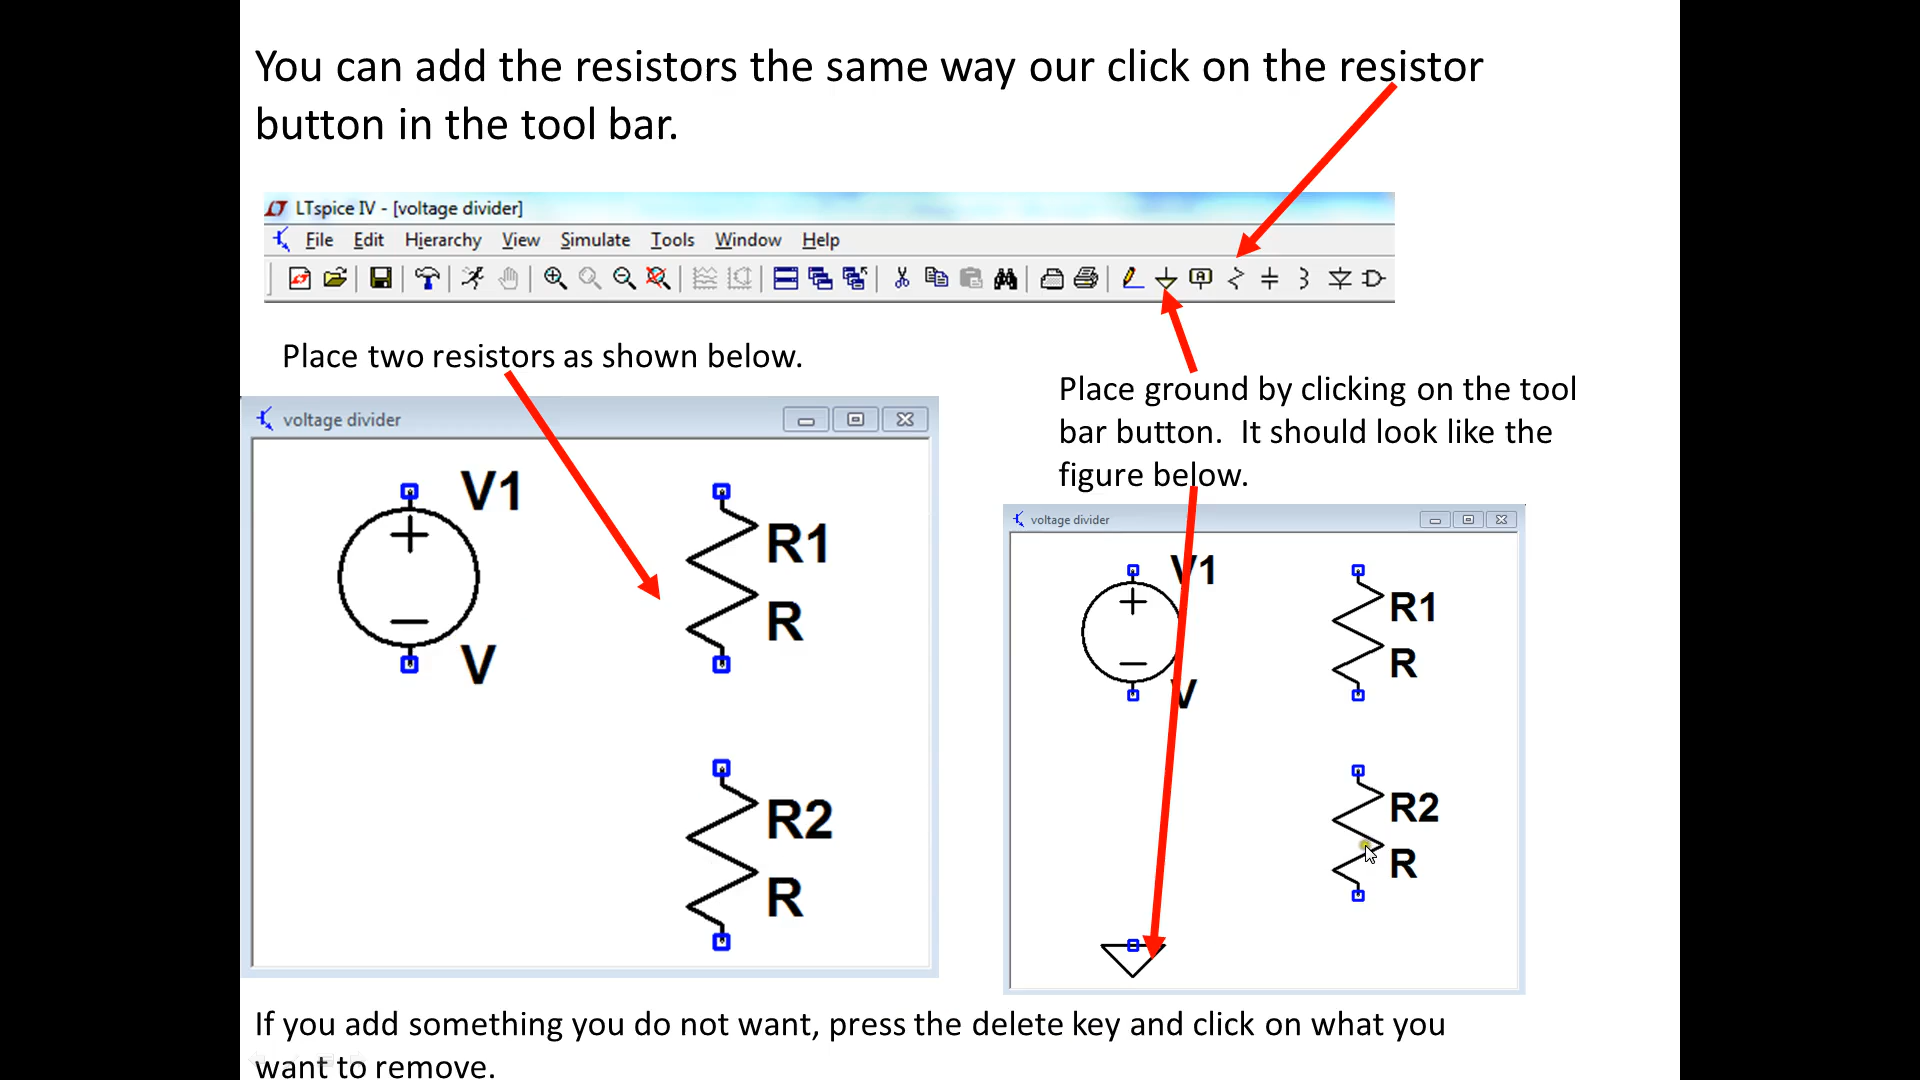 You can add the resistors the same way our click on the resistor
button in the tool bar.
LTspice IV - [voltage divider]
File Edit Hierarchy View Simulate Tools Window Help
A
Place two resistors as shown below.
Place ground by clicking on the tool
bar button.  It should look like the
figure below.
voltage divider
V1
R1
R
V
R2
R
voltage divider
V1
R1
R
V
R2
R
If you add something you do not want, press the delete key and click on what you
want to remove.